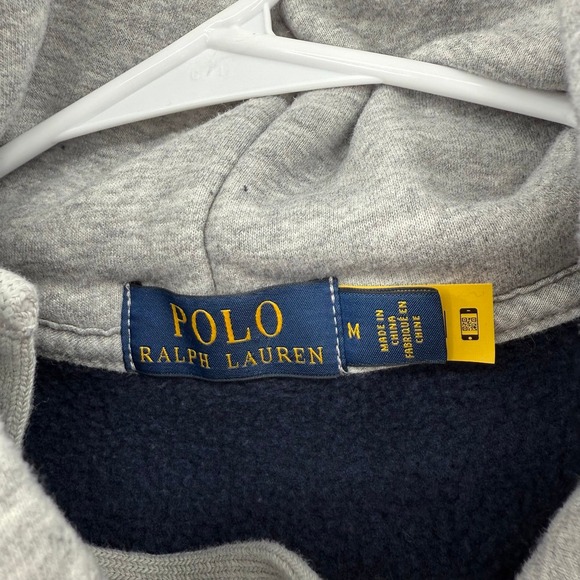 POLO
RALPH LAUREN
M
MADE IN
CHINA
FABRIQUÉ EN
CHINE